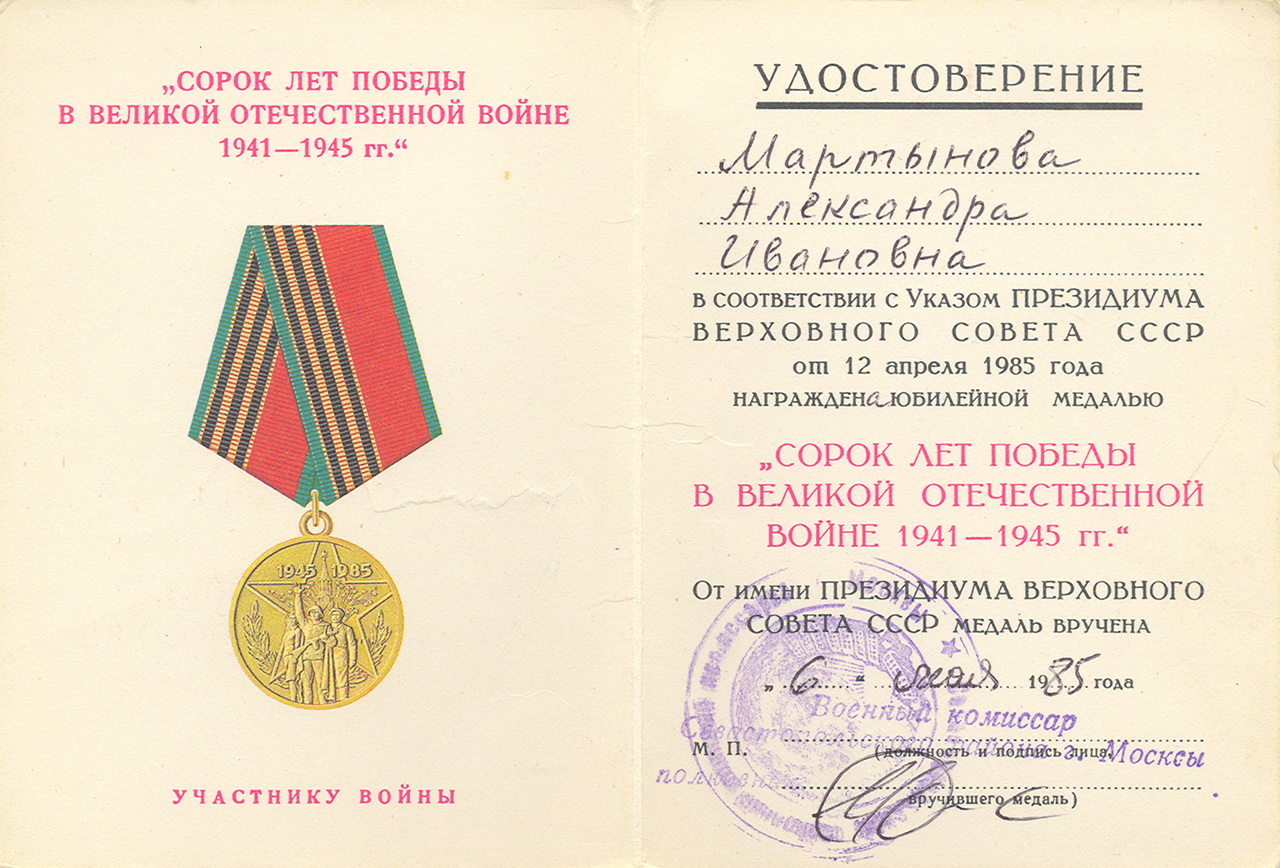 „СОРОК ЛЕТ ПОБЕДЫ
В ВЕЛИКОЙ ОТЕЧЕСТВЕННОЙ ВОЙНЕ
1941—1945 гг.“
1945 1985
УЧАСТНИКУ ВОЙНЫ
УДОСТОВЕРЕНИЕ
Мартынова
Александра
Ивановна
В СООТВЕТСТВИИ С УКАЗОМ ПРЕЗИДИУМА
ВЕРХОВНОГО СОВЕТА СССР
от 12 апреля 1985 года
НАГРАЖДЕНа ЮБИЛЕЙНОЙ МЕДАЛЬЮ
„СОРОК ЛЕТ ПОБЕДЫ
В ВЕЛИКОЙ ОТЕЧЕСТВЕННОЙ
ВОЙНЕ 1941—1945 гг.“
ОТ ИМЕНИ ПРЕЗИДИУМА ВЕРХОВНОГО
СОВЕТА СССР МЕДАЛЬ ВРУЧЕНА
„6“ мая 1985 года
Военный комиссар
Севастопольского района г. Москвы
М. П. (должность и подпись лица,
вручившего медаль)